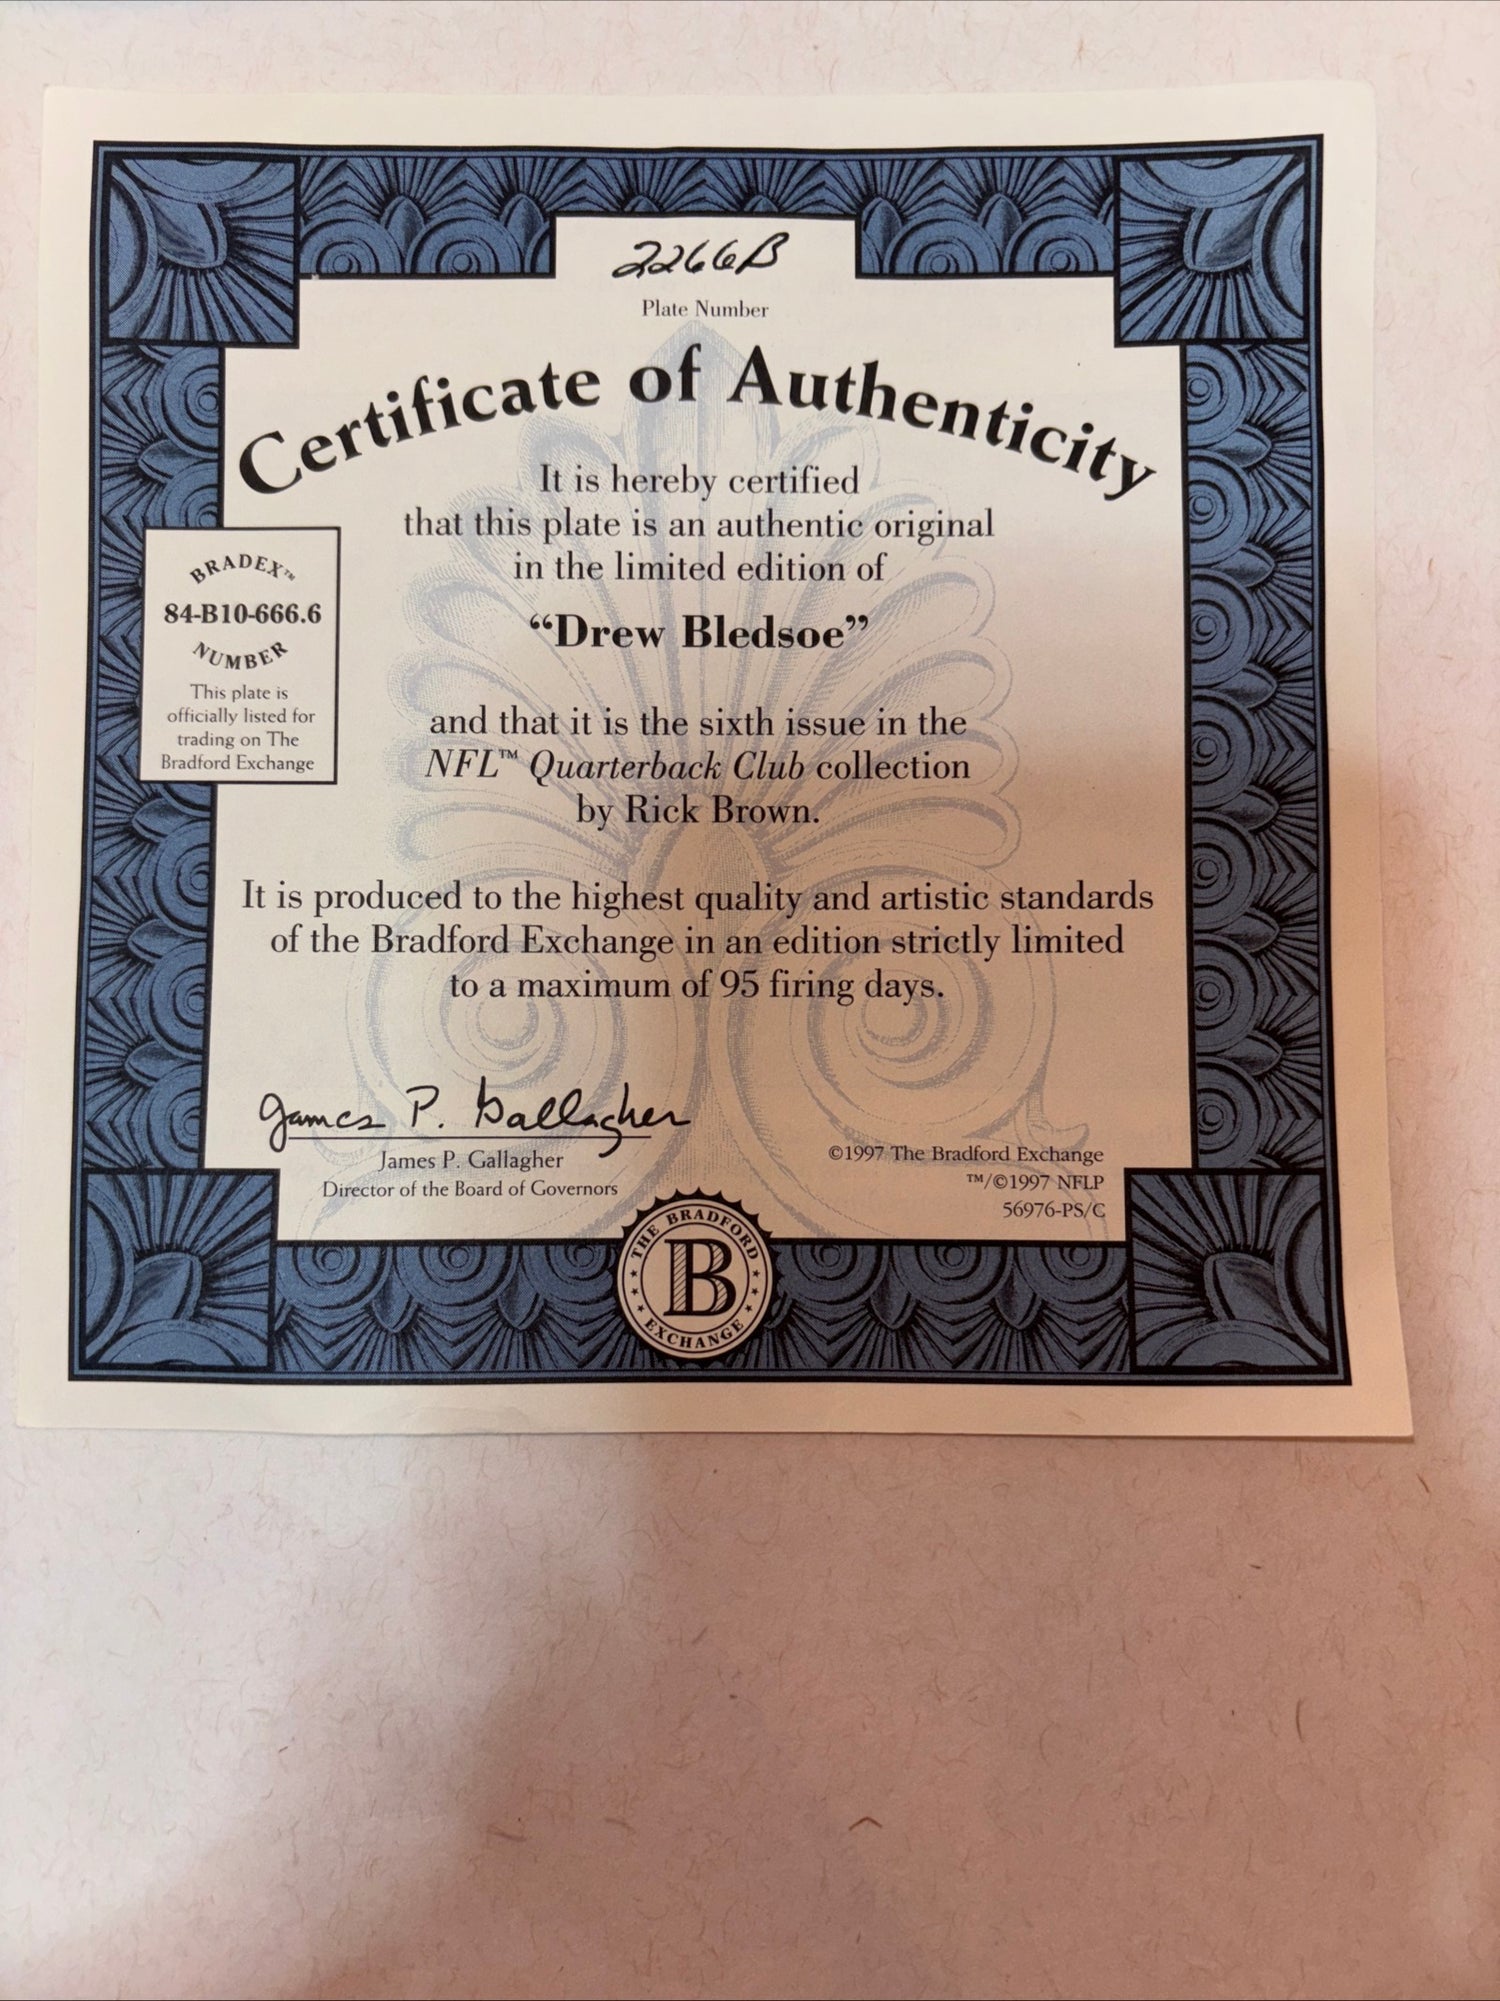 2266B
Plate Number
Certificate of Authenticity
It is hereby certified
that this plate is an authentic original
in the limited edition of
“Drew Bledsoe”
BRADEX™
84-B10-666.6
NUMBER
This plate is
officially listed for
trading on The
Bradford Exchange
and that it is the sixth issue in the
NFL™ Quarterback Club collection
by Rick Brown.
It is produced to the highest quality and artistic standards
of the Bradford Exchange in an edition strictly limited
to a maximum of 95 firing days.
James P. Gallagher
James P. Gallagher
Director of the Board of Governors
©1997 The Bradford Exchange
™/©1997 NFLP
56976-PS/C
THE BRADFORD
B
EXCHANGE